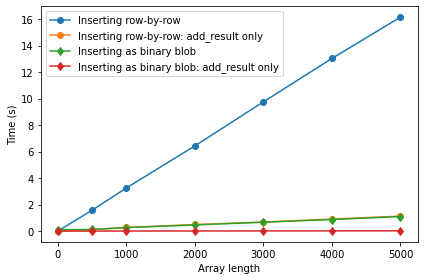 Inserting row-by-row
Inserting row-by-row: add_result only
Inserting as binary blob
Inserting as binary blob: add_result only
Time (s)
16
14
12
10
8
6
4
2
0
0 1000 2000 3000 4000 5000
Array length